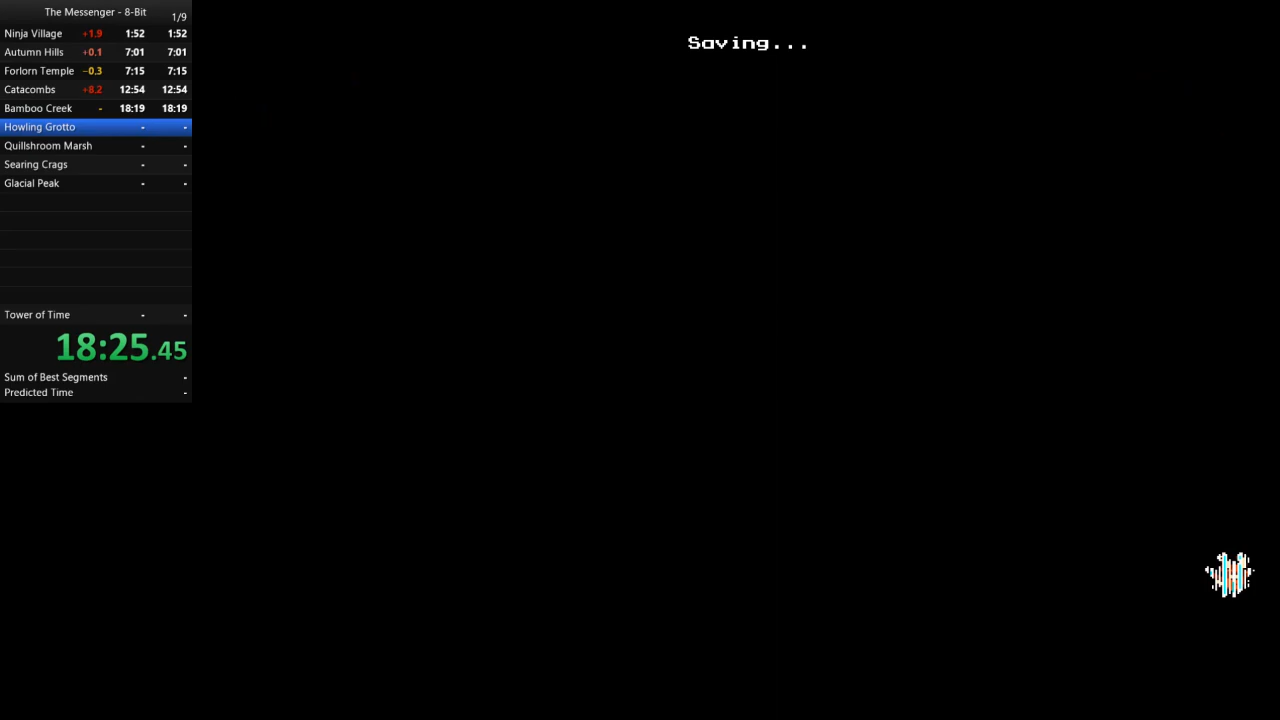 The Messenger - 8-Bit
1/9
Ninja Village +1.9 1:52 1:52
Autumn Hills +0.1 7:01 7:01
Forlorn Temple −0.3 7:15 7:15
Catacombs +8.2 12:54 12:54
Bamboo Creek - 18:19 18:19
Howling Grotto - -
Quillshroom Marsh - -
Searing Crags - -
Glacial Peak - -
Tower of Time - -
18:25.45
Sum of Best Segments -
Predicted Time -
Saving...